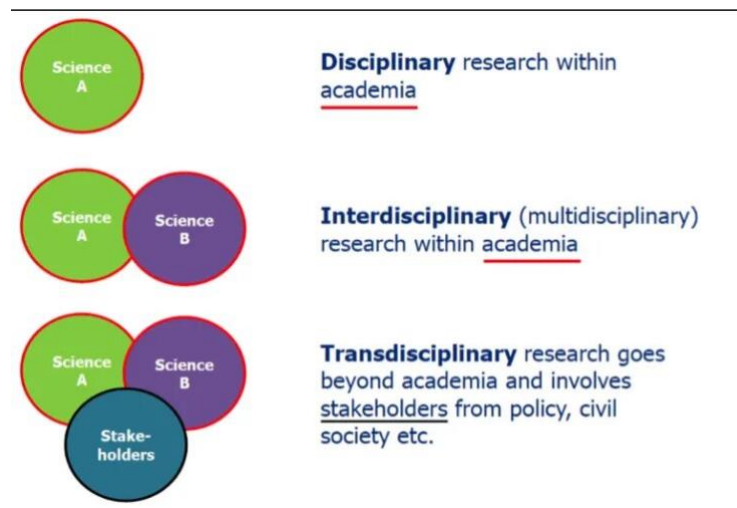 Science
A
Disciplinary research within
academia
Science
A
Science
B
Interdisciplinary (multidisciplinary)
research within academia
Science
A
Science
B
Stake-
holders
Transdisciplinary research goes
beyond academia and involves
stakeholders from policy, civil
society etc.